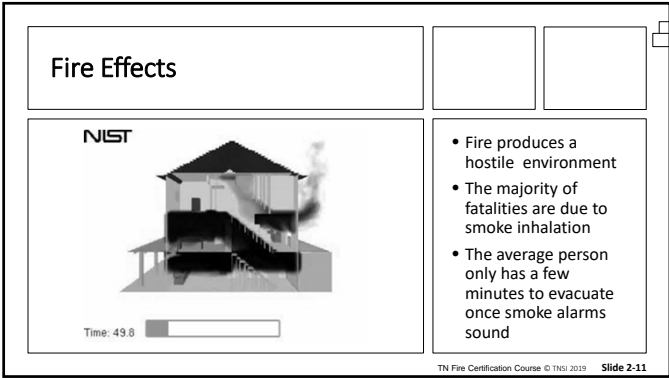 Fire Effects
NIST
Time: 49.8
• Fire produces a
hostile environment
• The majority of
fatalities are due to
smoke inhalation
• The average person
only has a few
minutes to evacuate
once smoke alarms
sound
TN Fire Certification Course © TNSI 2019 Slide 2-11